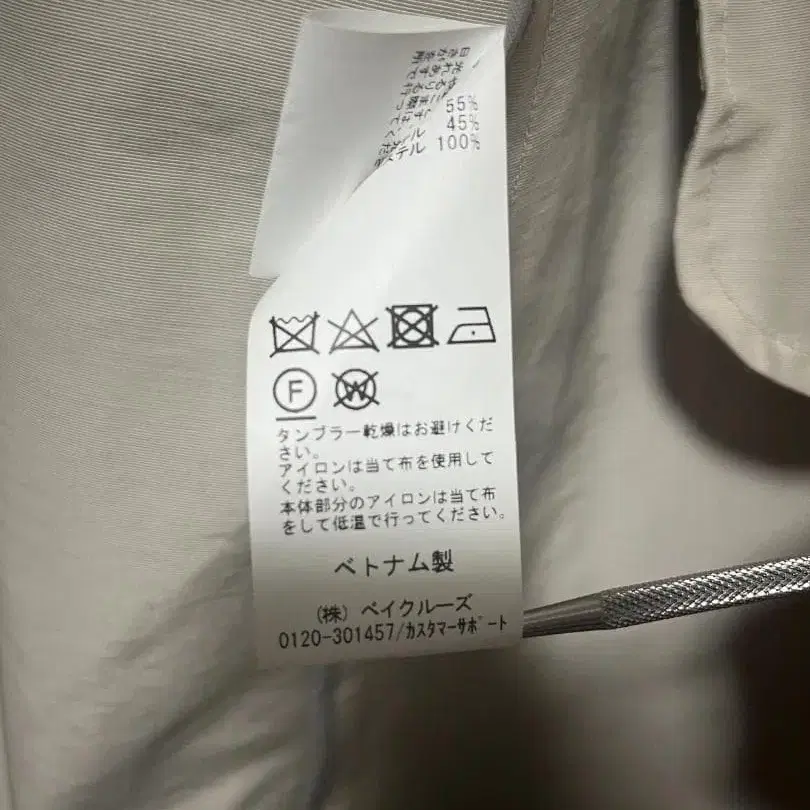 55%
45%
ステル 100%
F
W
タンブラー乾燥はお避けくだ
さい。
アイロンは当て布を使用して
ください。
本体部分のアイロンは当て布
をして低温で行ってください。
ベトナム製
(株) ベイクルーズ
0120-301457/ｶｽﾀﾏｰｻﾎﾟｰﾄ